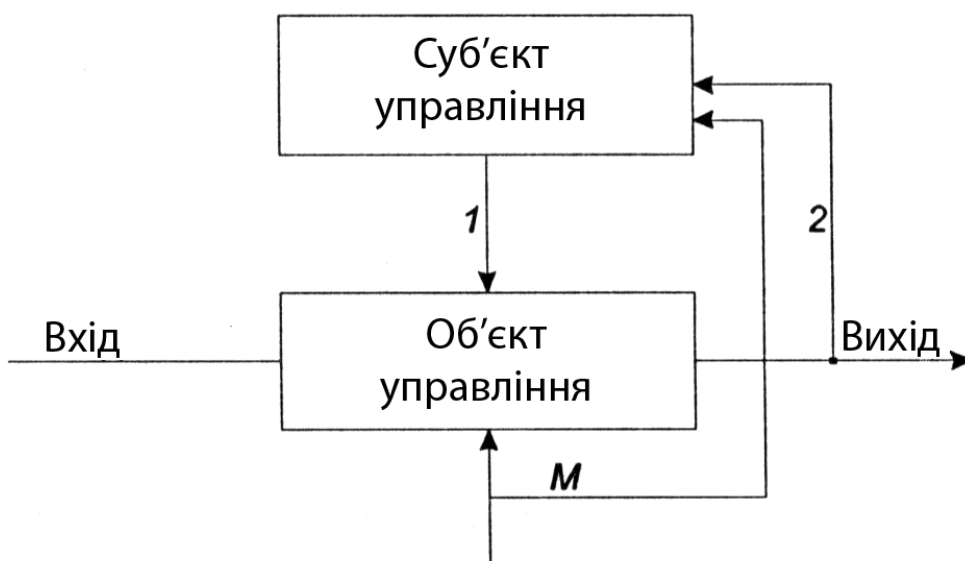 Суб’єкт
управління
1
2
Вхід
Об’єкт
управління
Вихід
М